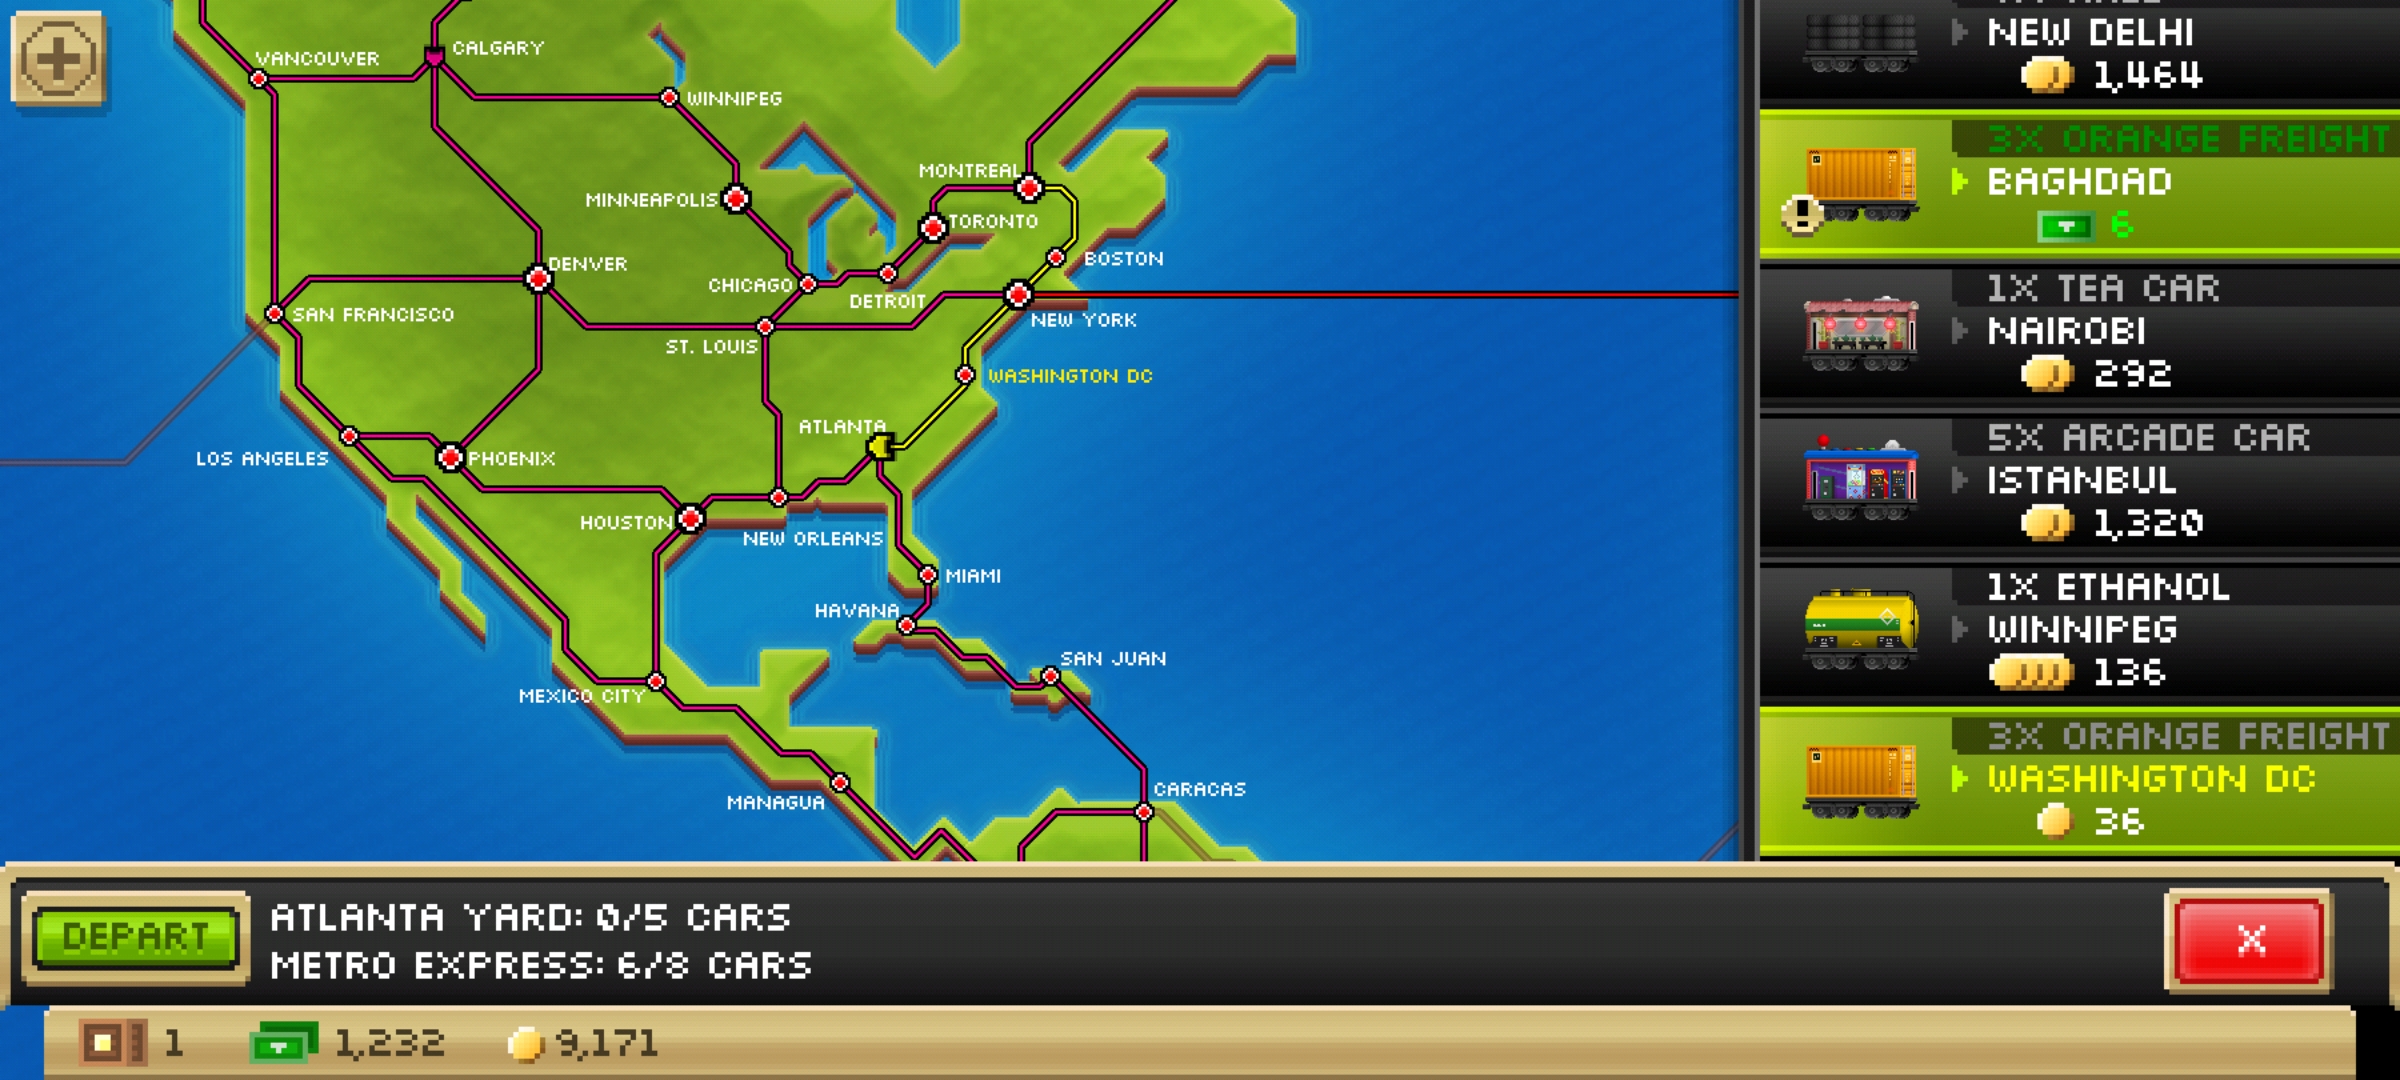 VANCOUVER
CALGARY
WINNIPEG
MONTREAL
MINNEAPOLIS
TORONTO
DENVER
BOSTON
CHICAGO
DETROIT
SAN FRANCISCO
NEW YORK
ST. LOUIS
WASHINGTON DC
ATLANTA
LOS ANGELES
PHOENIX
HOUSTON
NEW ORLEANS
MIAMI
HAVANA
SAN JUAN
MEXICO CITY
CARACAS
MANAGUA
NEW DELHI
1,464
3X ORANGE FREIGHT
BAGHDAD
6
1X TEA CAR
NAIROBI
292
5X ARCADE CAR
ISTANBUL
1,320
1X ETHANOL
WINNIPEG
136
3X ORANGE FREIGHT
WASHINGTON DC
36
DEPART
ATLANTA YARD: 0/5 CARS
METRO EXPRESS: 6/8 CARS
X
1
1,232
9,171